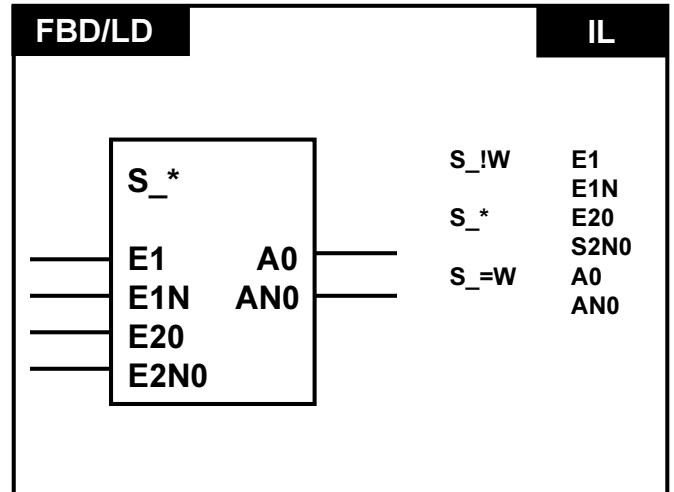 FBD/LD
IL
S_*
E1 A0
E1N AN0
E20
E2N0
S_!W E1
E1N
S_* E20
S2N0
S_=W A0
AN0